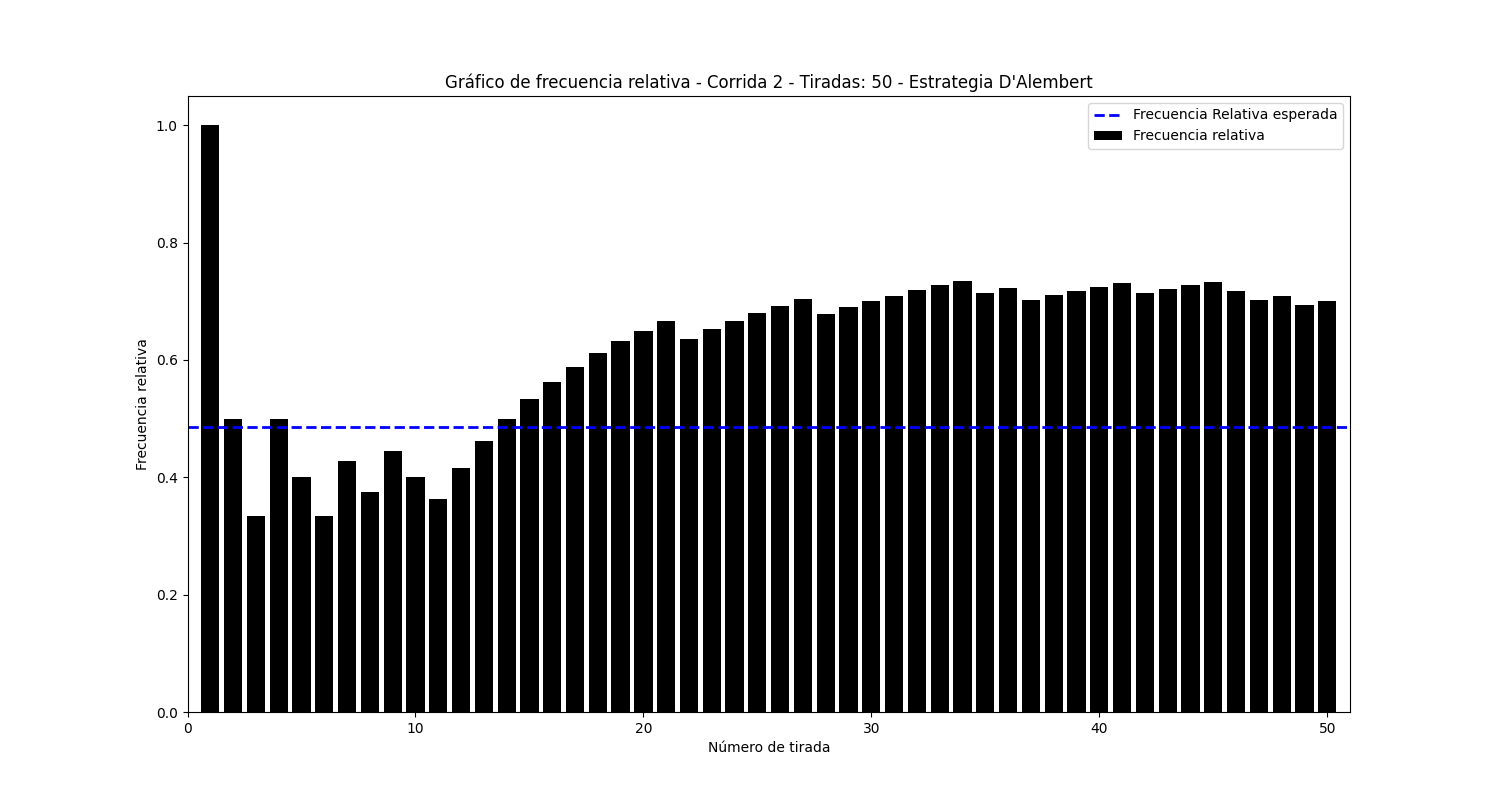 Gráfico de frecuencia relativa - Corrida 2 - Tiradas: 50 - Estrategia D'Alembert
Frecuencia Relativa esperada
Frecuencia relativa
Frecuencia relativa
1.0
0.8
0.6
0.4
0.2
0.0
0 10 20 30 40 50
Número de tirada